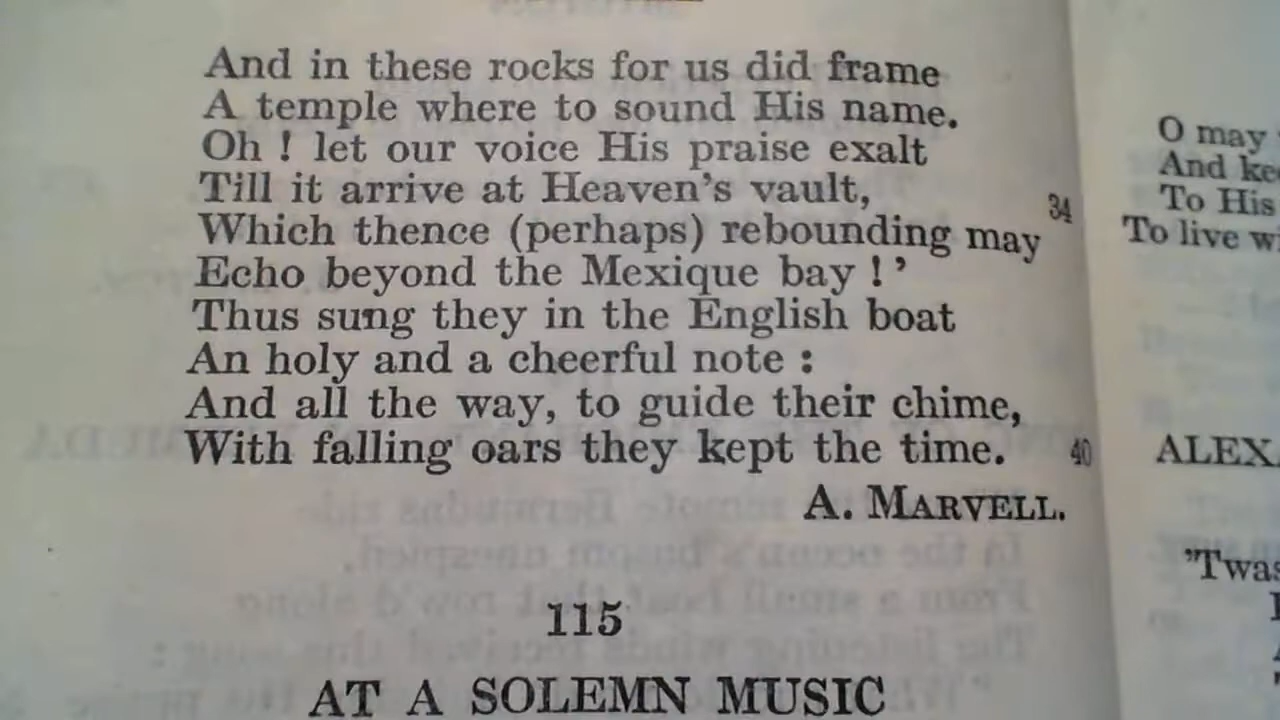 And in these rocks for us did frame
A temple where to sound His name.
Oh ! let our voice His praise exalt
Till it arrive at Heaven's vault,
34
Which thence (perhaps) rebounding may
Echo beyond the Mexique bay !'
Thus sung they in the English boat
An holy and a cheerful note :
And all the way, to guide their chime,
With falling oars they kept the time. 40
A. MARVELL.
115
AT A SOLEMN MUSIC
O may
And
To His
To live
'Twas